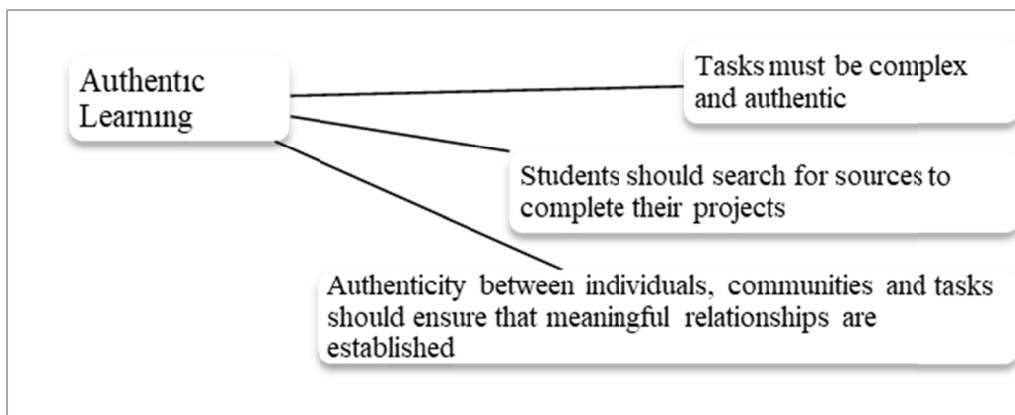 Authentic
Learning
Tasks must be complex
and authentic
Students should search for sources to
complete their projects
Authenticity between individuals, communities and tasks
should ensure that meaningful relationships are
established